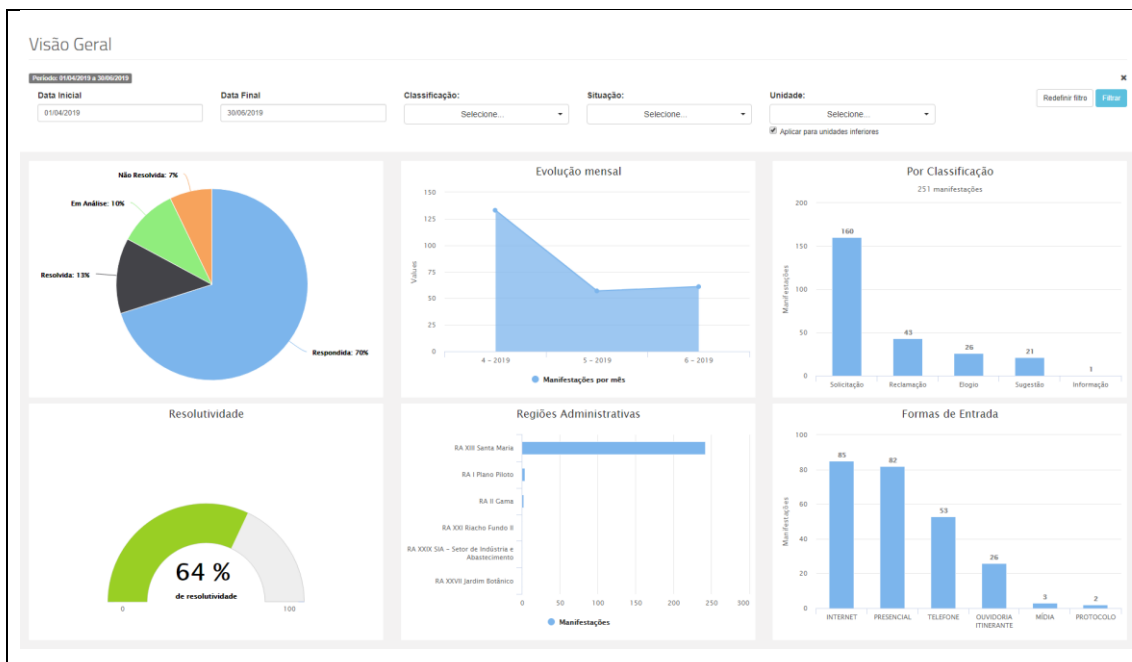 Visão Geral
Período: 01/04/2019 a 30/06/2019
Data Inicial
Data Final
Classificação:
Situação:
Unidade:
01/04/2019
30/06/2019
Selecione...
Selecione...
Selecione...
Redefinir filtro
Filtrar
Aplicar para unidades inferiores
Não Resolvida: 7%
Em Análise: 10%
Resolvida: 13%
Respondida: 70%
Evolução mensal
Values
150
125
100
75
50
25
0
4 – 2019
5 – 2019
6 – 2019
Manifestações por mês
Por Classificação
251 manifestações
Manifestações
200
150
100
50
0
160
43
26
21
1
Solicitação
Reclamação
Elogio
Sugestão
Informação
Resolutividade
64 %
de resolutividade
0
100
Regiões Administrativas
RA XIII Santa Maria
RA I Plano Piloto
RA II Gama
RA XXI Riacho Fundo II
RA XXIX SIA – Setor de Indústria e
Abastecimento
RA XXVII Jardim Botânico
0
50
100
150
200
250
300
Manifestações
Formas de Entrada
Manifestações
100
80
60
40
20
0
85
82
53
26
3
2
INTERNET
PRESENCIAL
TELEFONE
OUVIDORIA
ITINERANTE
MÍDIA
PROTOCOLO